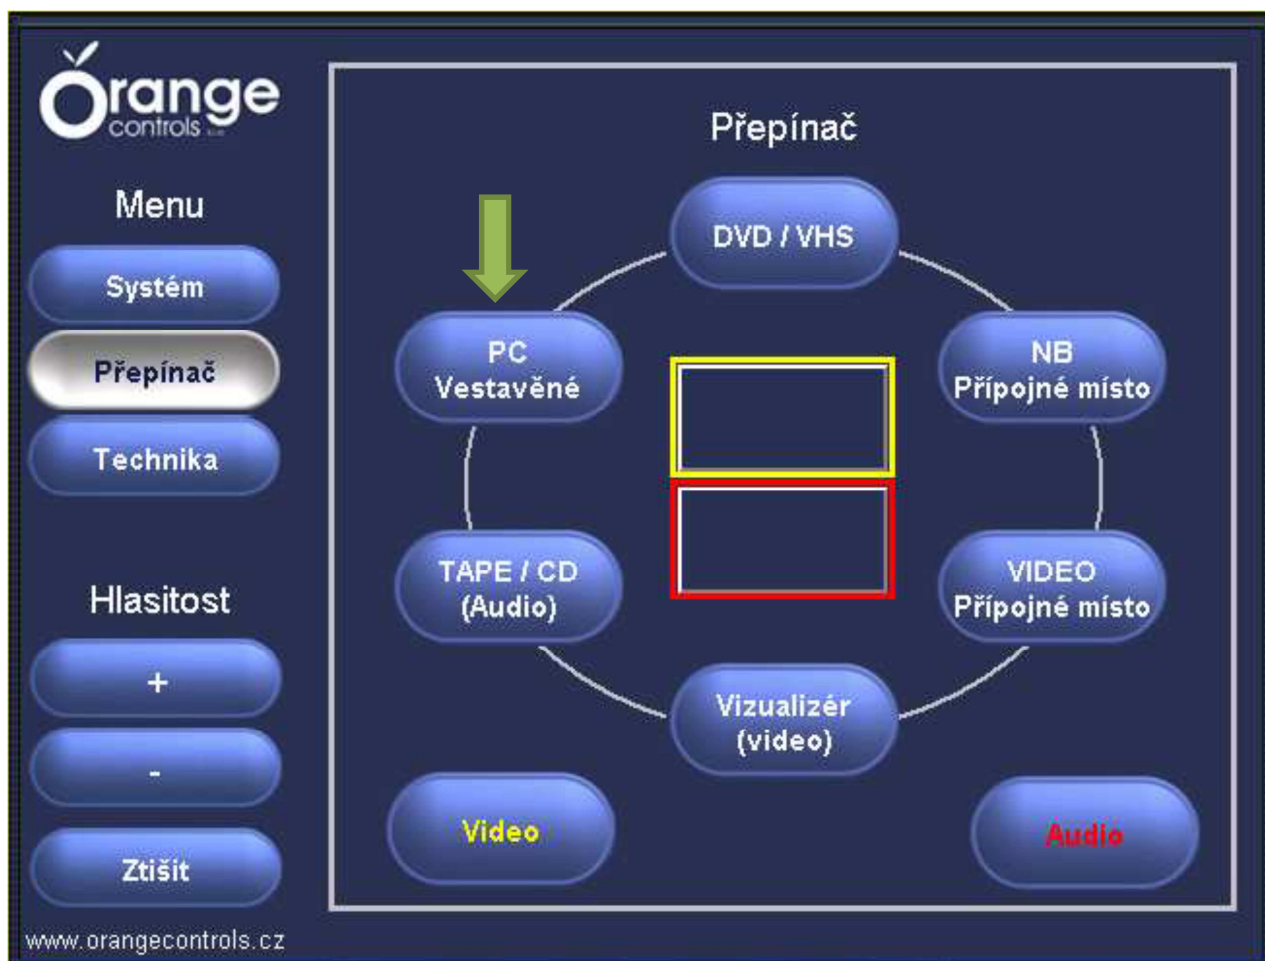 Orange
controls
Menu
Systém
Přepínač
Technika
Hlasitost
+
-
Ztišit
www.orangecontrols.cz
Přepínač
DVD / VHS
PC
Vestavěné
NB
Přípojné místo
TAPE / CD
(Audio)
VIDEO
Přípojné místo
Vizualizér
(video)
Video
Audio